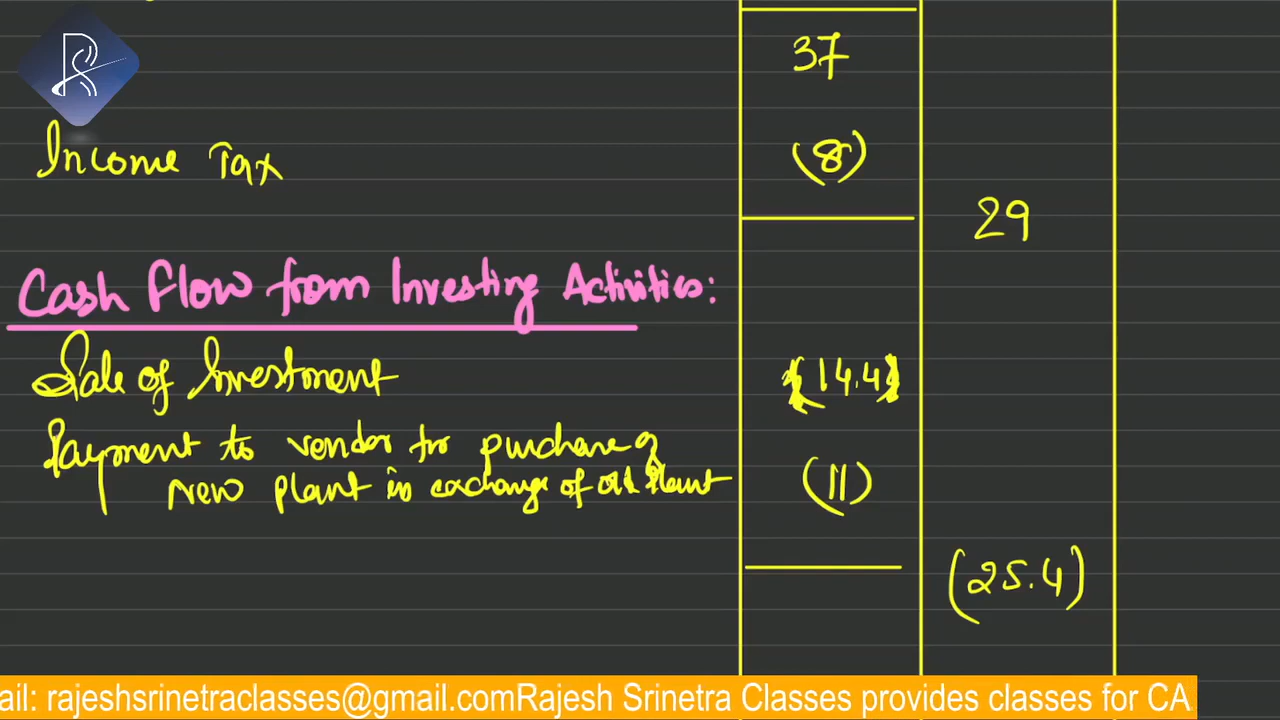 37
Income Tax (8)
29
Cash Flow from Investing Activities:
Sale of Investment (14.4)
Payment to vendor for purchase of
new plant in exchange of old Plant (11)
(25.4)
ail: rajeshsrinetraclasses@gmail.comRajesh Srinetra Classes provides classes for CA